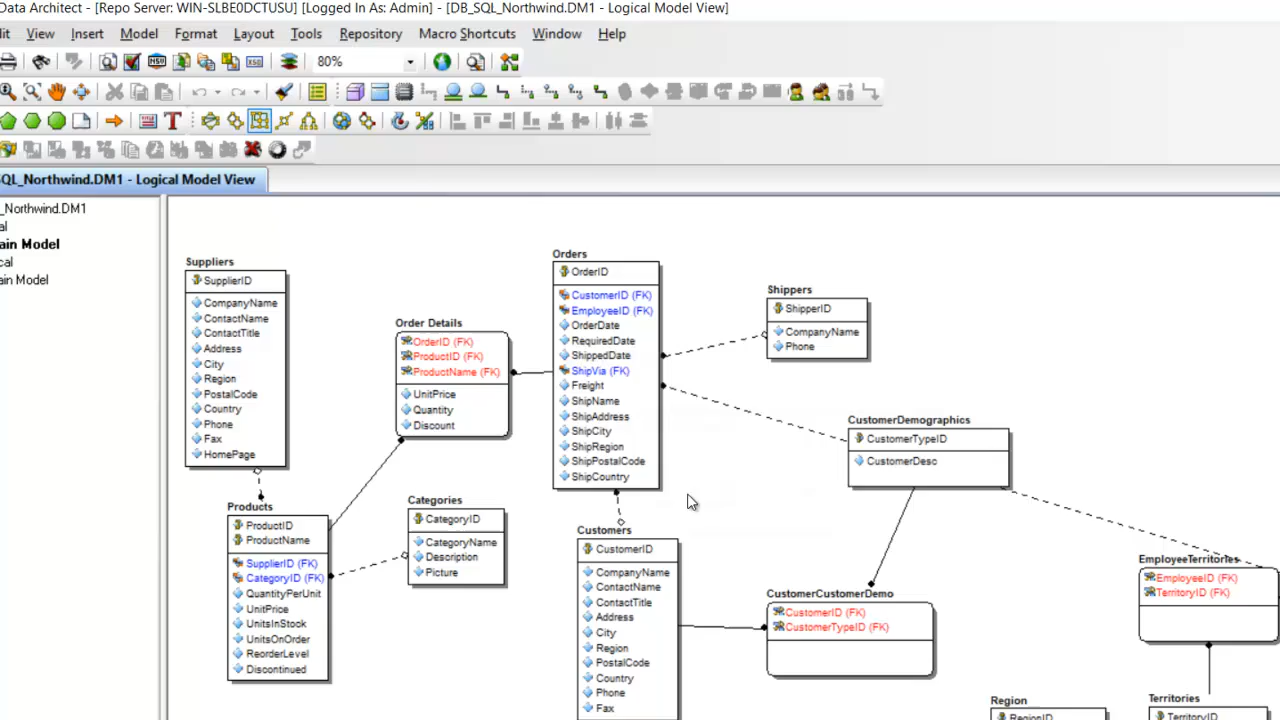 Data Architect - [Repo Server: WIN-SLBE0DCTUSU] [Logged In As: Admin] - [DB_SQL_Northwind.DM1 - Logical Model View]
it View Insert Model Format Layout Tools Repository Macro Shortcuts Window Help
80%
SQL_Northwind.DM1 - Logical Model View
_Northwind.DM1
al
ain Model
cal
ain Model
Suppliers
SupplierID
CompanyName
ContactName
ContactTitle
Address
City
Region
PostalCode
Country
Phone
Fax
HomePage
Order Details
OrderID (FK)
ProductID (FK)
ProductName (FK)
UnitPrice
Quantity
Discount
Orders
OrderID
CustomerID (FK)
EmployeeID (FK)
OrderDate
RequiredDate
ShippedDate
ShipVia (FK)
Freight
ShipName
ShipAddress
ShipCity
ShipRegion
ShipPostalCode
ShipCountry
Shippers
ShipperID
CompanyName
Phone
CustomerDemographics
CustomerTypeID
CustomerDesc
Products
ProductID
ProductName
SupplierID (FK)
CategoryID (FK)
QuantityPerUnit
UnitPrice
UnitsInStock
UnitsOnOrder
ReorderLevel
Discontinued
Categories
CategoryID
CategoryName
Description
Picture
Customers
CustomerID
CompanyName
ContactName
ContactTitle
Address
City
Region
PostalCode
Country
Phone
Fax
CustomerCustomerDemo
CustomerID (FK)
CustomerTypeID (FK)
EmployeeTerritories
EmployeeID (FK)
TerritoryID (FK)
Region
RegionID
Territories
TerritoryID